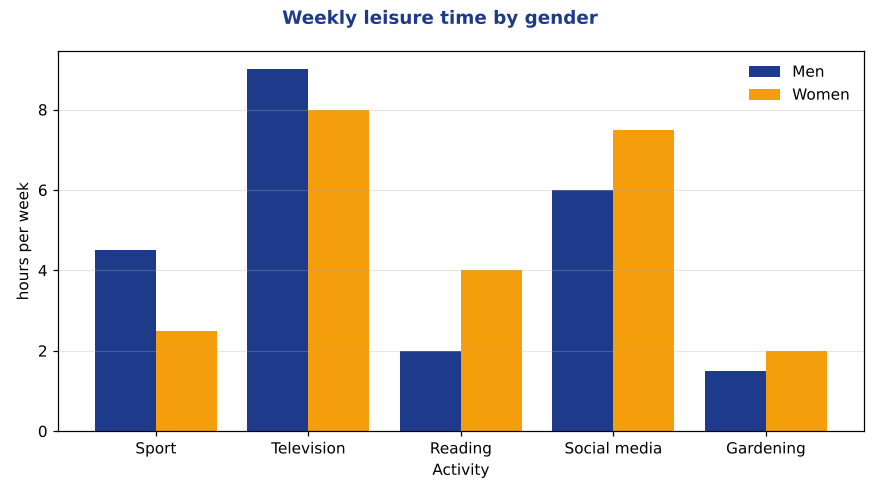 Weekly leisure time by gender
Men
Women
8
6
4
2
0
hours per week
Sport
Television
Reading
Social media
Gardening
Activity